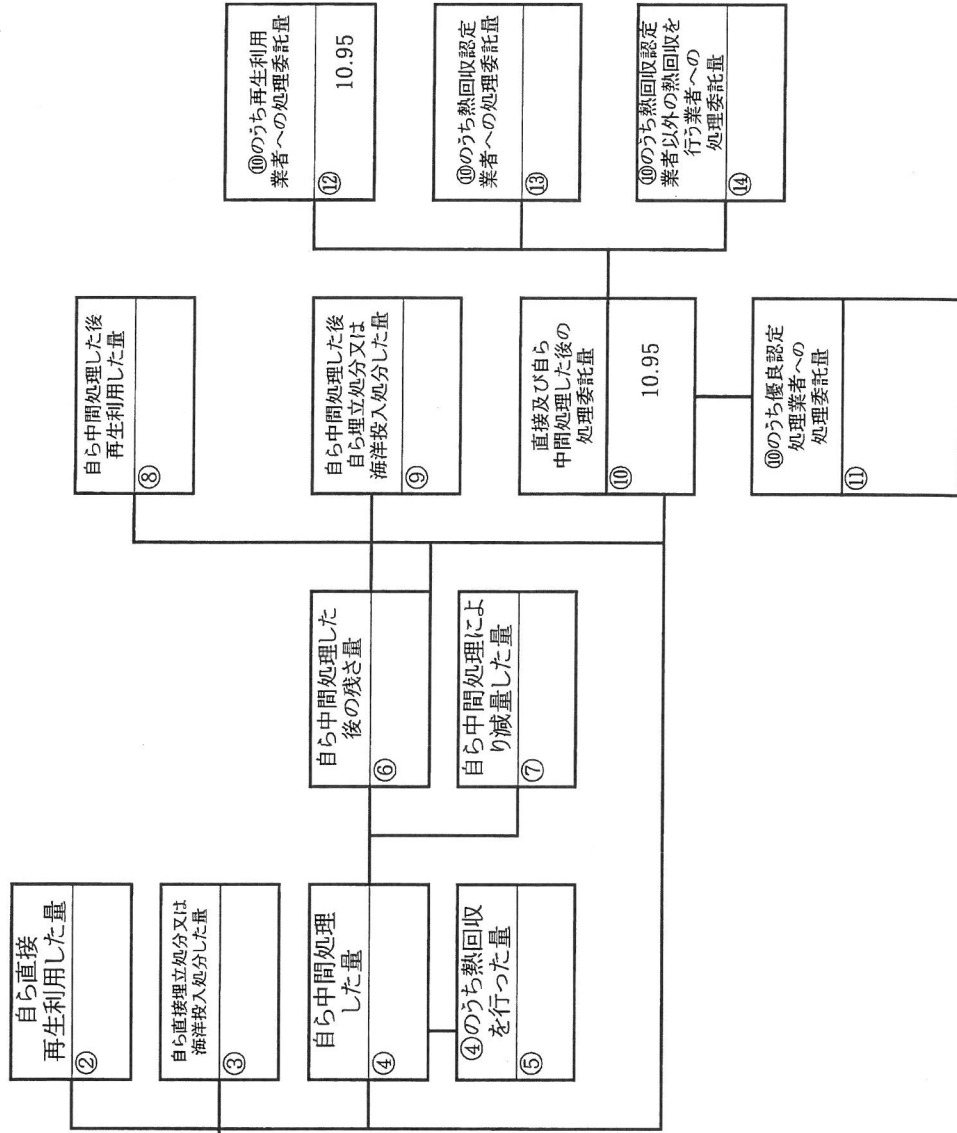 自ら直接
再生利用した量
②
自ら直接埋立処分又は
海洋投入処分した量
③
自ら中間処理
した量
④
④のうち熱回収
を行った量
⑤
自ら中間処理した
後の残さ量
⑥
自ら中間処理によ
り減量した量
⑦
自ら中間処理した後
再生利用した量
⑧
自ら中間処理した後
自ら埋立処分又は
海洋投入処分した量
⑨
直接及び自ら
中間処理した後の
処理委託量
⑩
10.95
⑩のうち優良認定
処理業者への
処理委託量
⑪
⑩のうち再生利用
業者への処理委託量
⑫
10.95
⑩のうち熱回収認定
業者への処理委託量
⑬
⑩のうち熱回収認定
業者以外の熱回収を
行う業者への
処理委託量
⑭